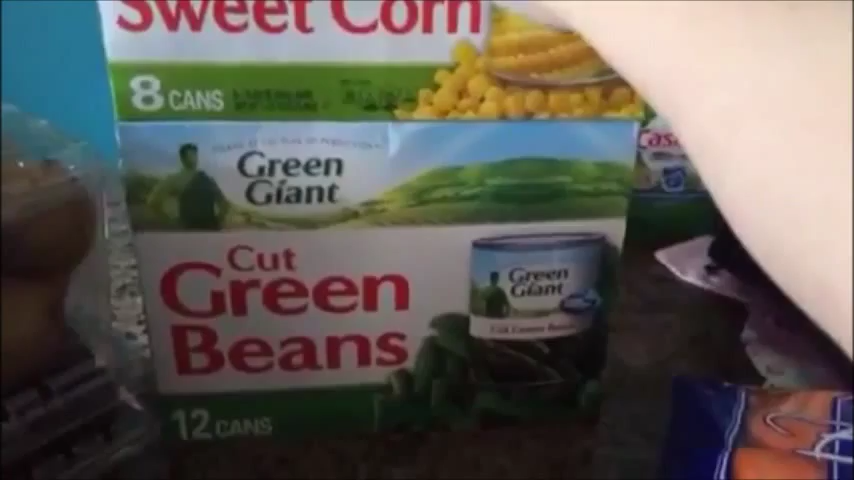 Sweet Corn
8 CANS
Green
Giant
Cut
Green
Beans
Green
Giant
12 CANS